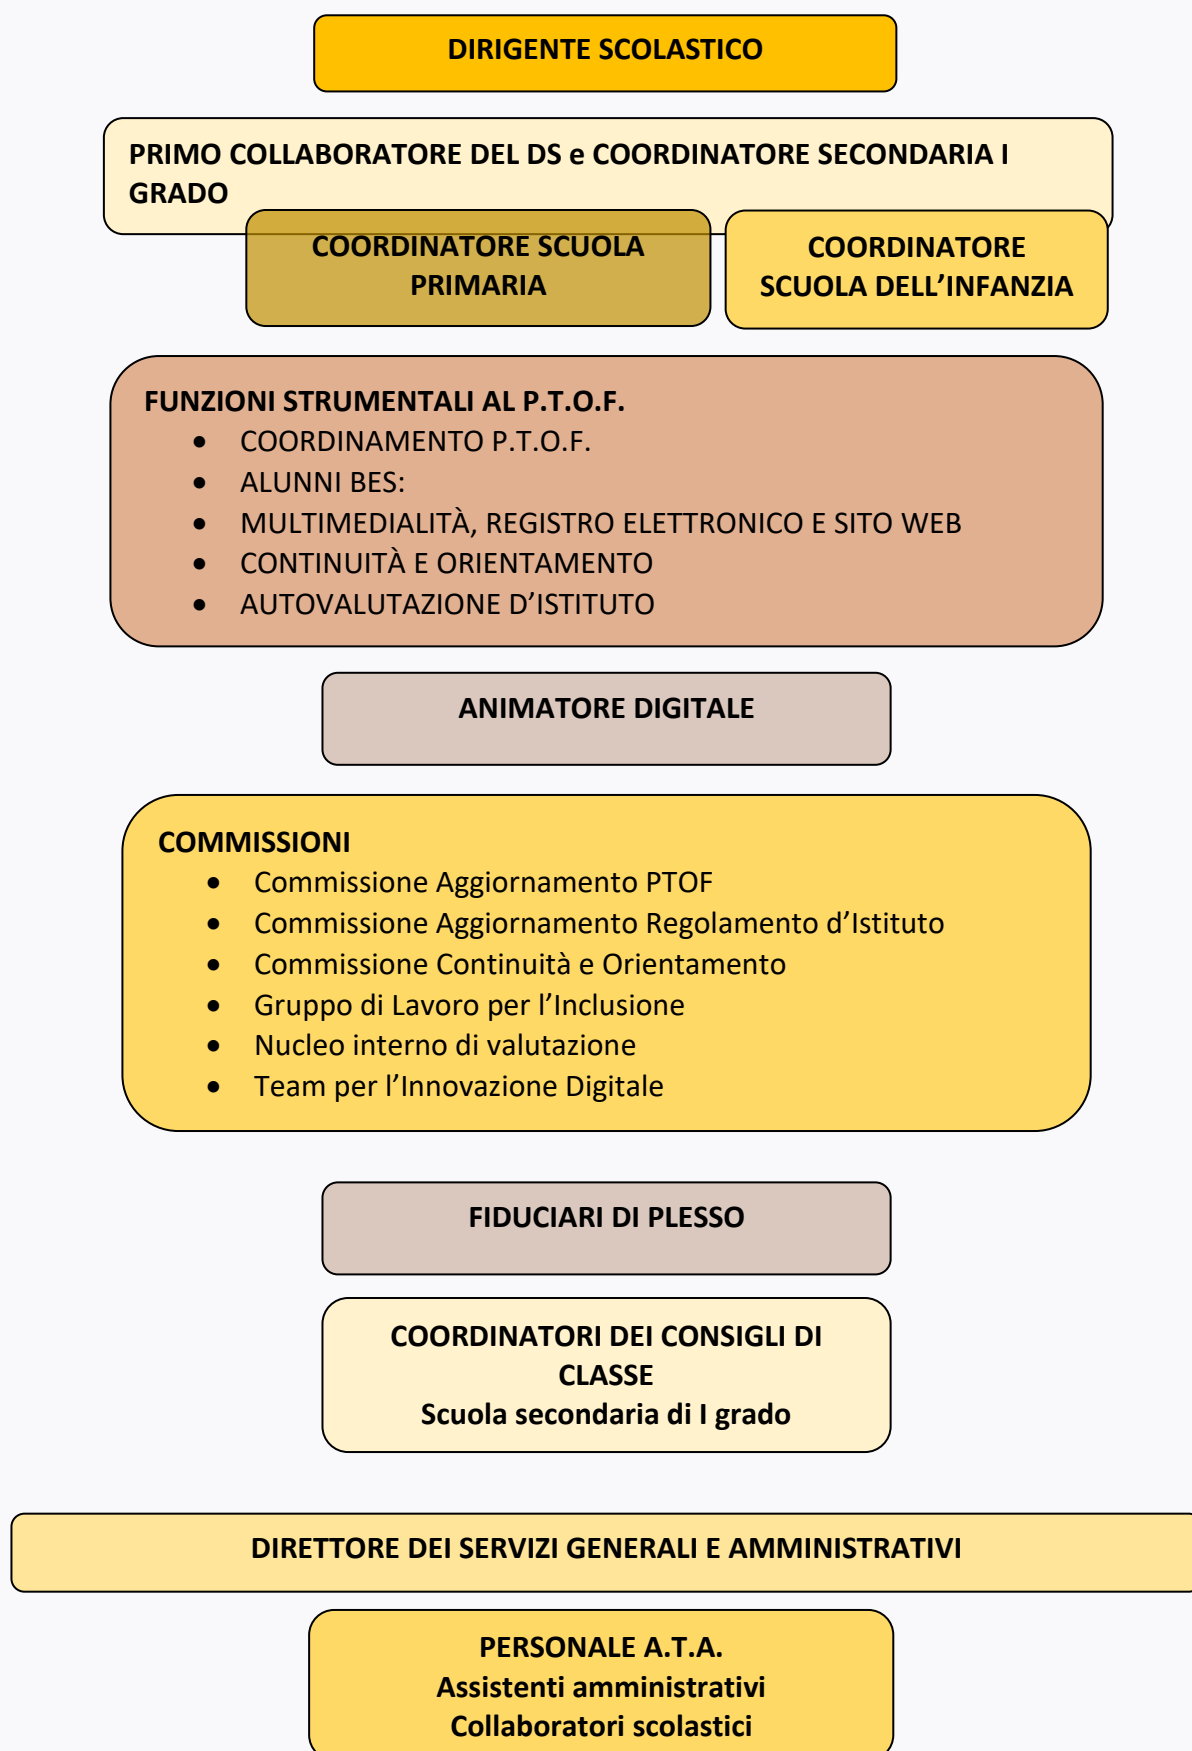 DIRIGENTE SCOLASTICO
PRIMO COLLABORATORE DEL DS e COORDINATORE SECONDARIA I
GRADO
COORDINATORE SCUOLA
PRIMARIA
COORDINATORE
SCUOLA DELL’INFANZIA
FUNZIONI STRUMENTALI AL P.T.O.F.
• COORDINAMENTO P.T.O.F.
• ALUNNI BES:
• MULTIMEDIALITÀ, REGISTRO ELETTRONICO E SITO WEB
• CONTINUITÀ E ORIENTAMENTO
• AUTOVALUTAZIONE D’ISTITUTO
ANIMATORE DIGITALE
COMMISSIONI
• Commissione Aggiornamento PTOF
• Commissione Aggiornamento Regolamento d’Istituto
• Commissione Continuità e Orientamento
• Gruppo di Lavoro per l’Inclusione
• Nucleo interno di valutazione
• Team per l’Innovazione Digitale
FIDUCIARI DI PLESSO
COORDINATORI DEI CONSIGLI DI
CLASSE
Scuola secondaria di I grado
DIRETTORE DEI SERVIZI GENERALI E AMMINISTRATIVI
PERSONALE A.T.A.
Assistenti amministrativi
Collaboratori scolastici